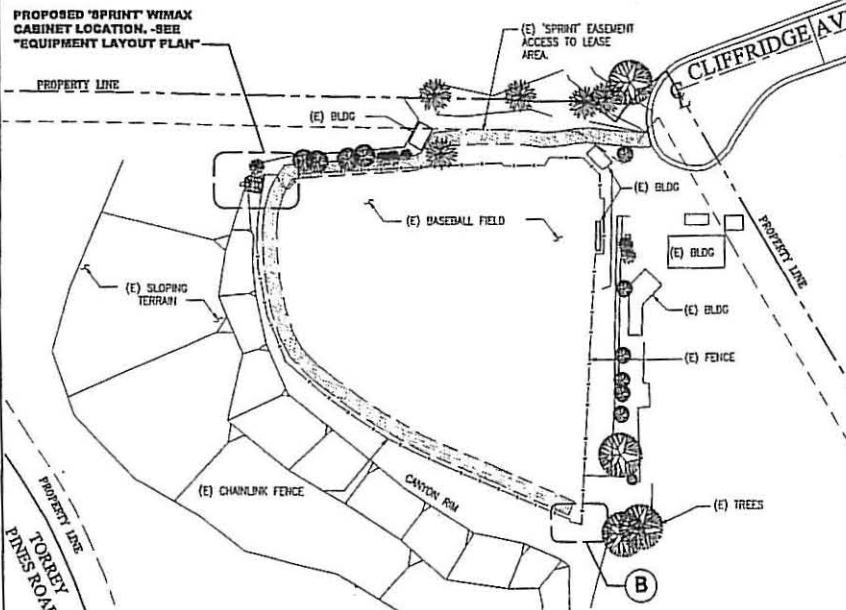 PROPOSED 'SPRINT' WIMAX
CABINET LOCATION. -SEE
"EQUIPMENT LAYOUT PLAN"
(E) 'SPRINT' EASEMENT
ACCESS TO LEASE
AREA.
CLIFFRIDGE AV
CL
PROPERTY LINE
(E) BLDG
(E) BLDG
(E) BASEBALL FIELD
(E) BLDG
PROPERTY LINE
(E) SLOPING
TERRAIN
(E) BLDG
(E) FENCE
CANYON RIM
(E) CHAINLINK FENCE
(E) TREES
PROPERTY LINE
TORREY
PINES ROA
B